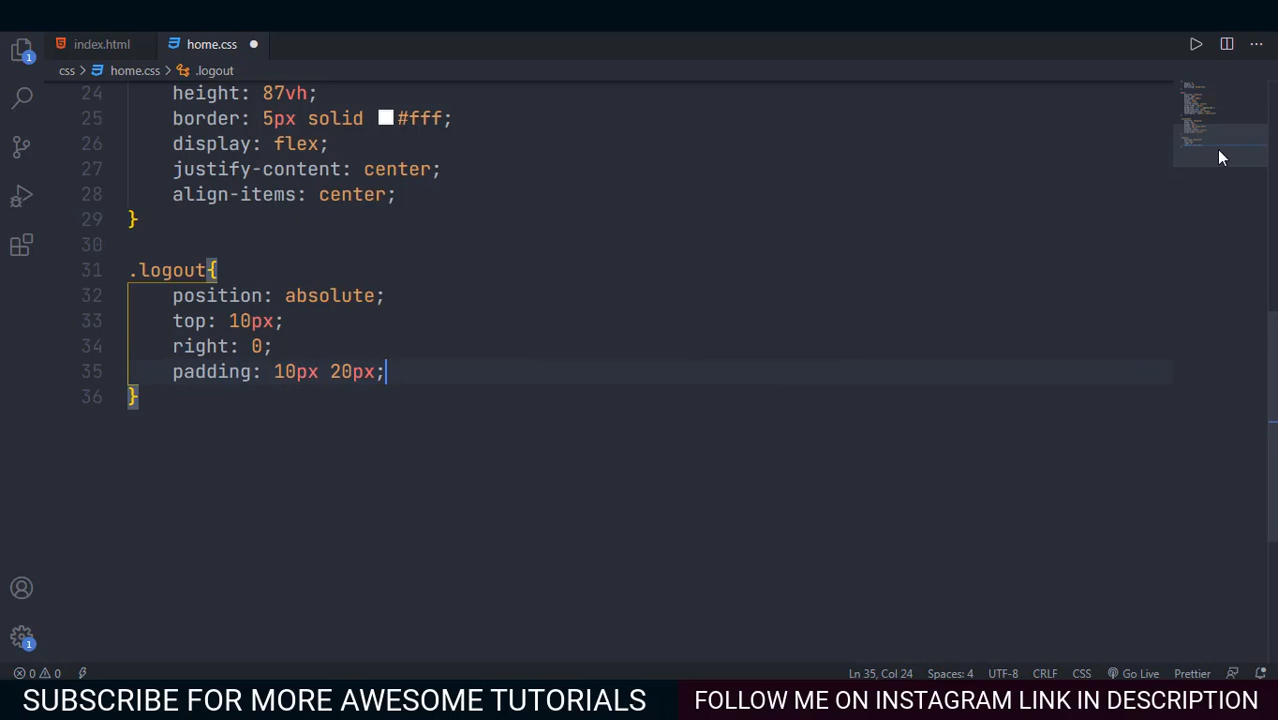 index.html
home.css
css > home.css > .logout
24 height: 87vh;
25 border: 5px solid #fff;
26 display: flex;
27 justify-content: center;
28 align-items: center;
29 }
30
31 .logout{
32 position: absolute;
33 top: 10px;
34 right: 0;
35 padding: 10px 20px;
36 }
1
1
0 0 Ln 35, Col 24 Spaces: 4 UTF-8 CRLF CSS Go Live Prettier
SUBSCRIBE FOR MORE AWESOME TUTORIALS
FOLLOW ME ON INSTAGRAM LINK IN DESCRIPTION